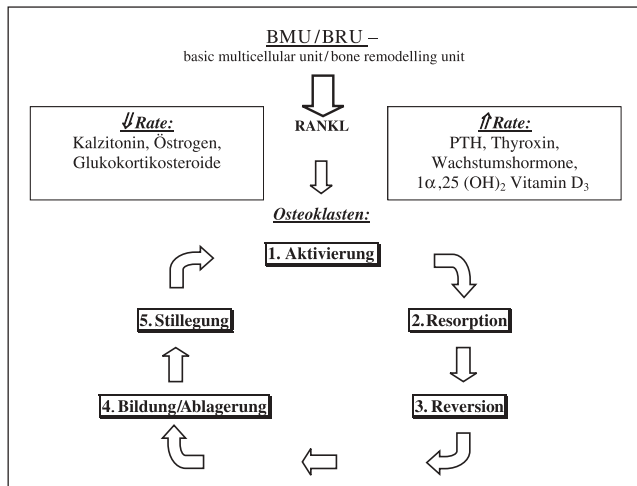 BMU/BRU –
basic multicellular unit/bone remodelling unit
⇓ Rate:
Kalzitonin, Östrogen,
Glukokortikosteroide
RANKL
⇑ Rate:
PTH, Thyroxin,
Wachstumshormone,
1α,25 (OH)₂ Vitamin D₃
Osteoklasten:
1. Aktivierung
5. Stillegung
2. Resorption
4. Bildung/Ablagerung
3. Reversion